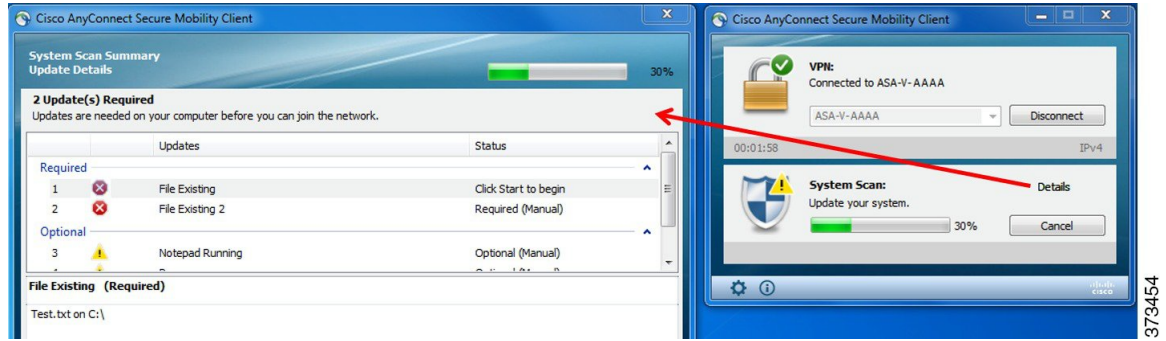 Cisco AnyConnect Secure Mobility Client
System Scan Summary
Update Details
30%
2 Update(s) Required
Updates are needed on your computer before you can join the network.
Updates Status
Required
1 File Existing Click Start to begin
2 File Existing 2 Required (Manual)
Optional
3 Notepad Running Optional (Manual)
File Existing (Required)
Test.txt on C:\
Cisco AnyConnect Secure Mobility Client
VPN:
Connected to ASA-V-AAAA
ASA-V-AAAA Disconnect
00:01:58 IPv4
System Scan: Details
Update your system.
30% Cancel
cisco
373454